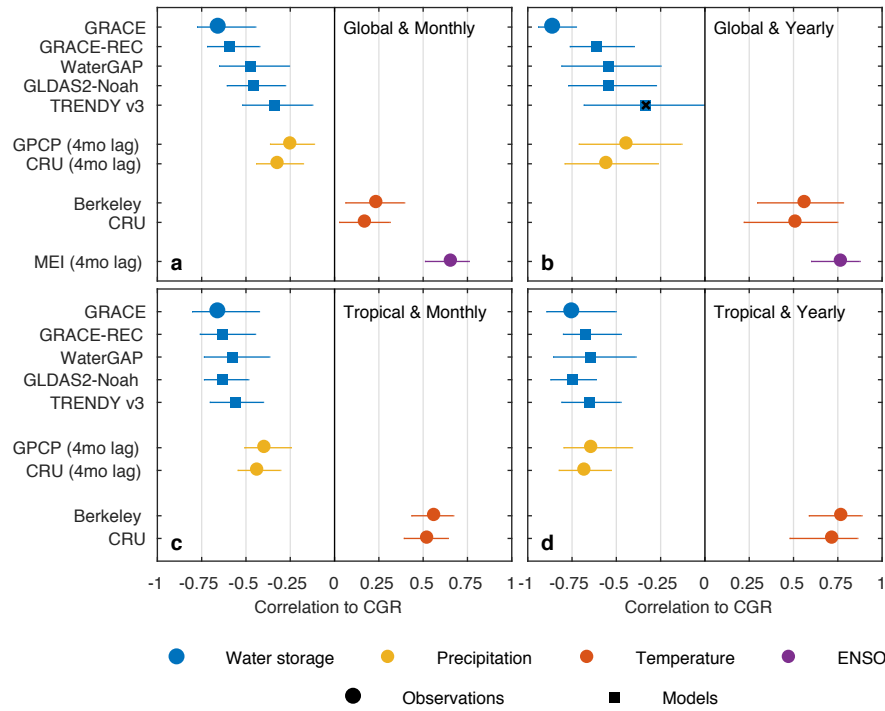 GRACE
GRACE-REC
WaterGAP
GLDAS2-Noah
TRENDY v3
GPCP (4mo lag)
CRU (4mo lag)
Berkeley
CRU
MEI (4mo lag)
Global & Monthly
a
Global & Yearly
b
GRACE
GRACE-REC
WaterGAP
GLDAS2-Noah
TRENDY v3
GPCP (4mo lag)
CRU (4mo lag)
Berkeley
CRU
Tropical & Monthly
c
Tropical & Yearly
d
-1 -0.75 -0.5 -0.25 0 0.25 0.5 0.75 1
-1 -0.75 -0.5 -0.25 0 0.25 0.5 0.75 1
Correlation to CGR
Correlation to CGR
Water storage Precipitation Temperature ENSO
Observations Models